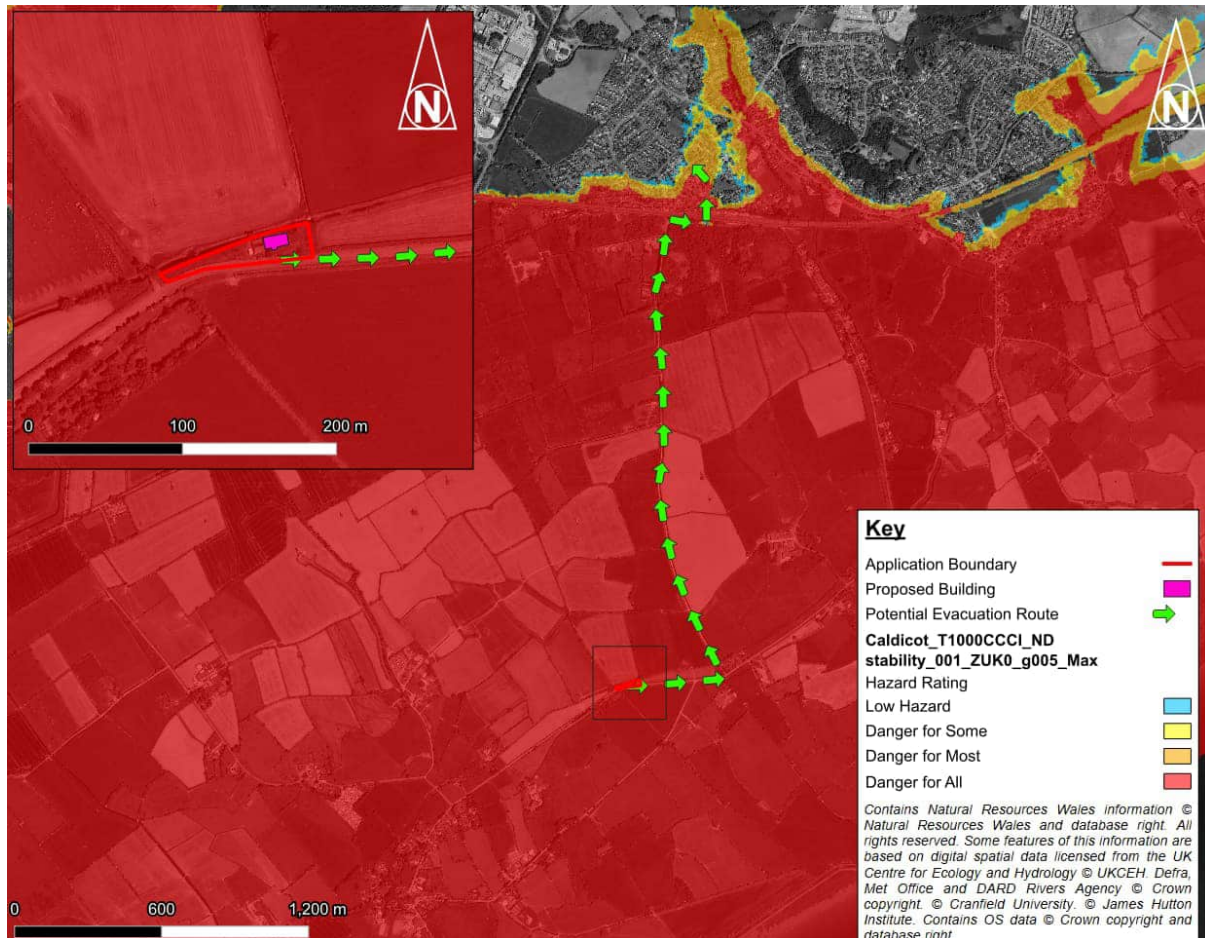 N
N
0
100
200 m
Key
Application Boundary
Proposed Building
Potential Evacuation Route
Caldicot_T1000CCCI_ND
stability_001_ZUK0_g005_Max
Hazard Rating
Low Hazard
Danger for Some
Danger for Most
Danger for All
Contains Natural Resources Wales information ©
Natural Resources Wales and database right. All
rights reserved. Some features of this information are
based on digital spatial data licensed from the UK
Centre for Ecology and Hydrology © UKCEH. Defra,
Met Office and DARD Rivers Agency © Crown
copyright. © Cranfield University. © James Hutton
Institute. Contains OS data © Crown copyright and
database right
0
600
1,200 m